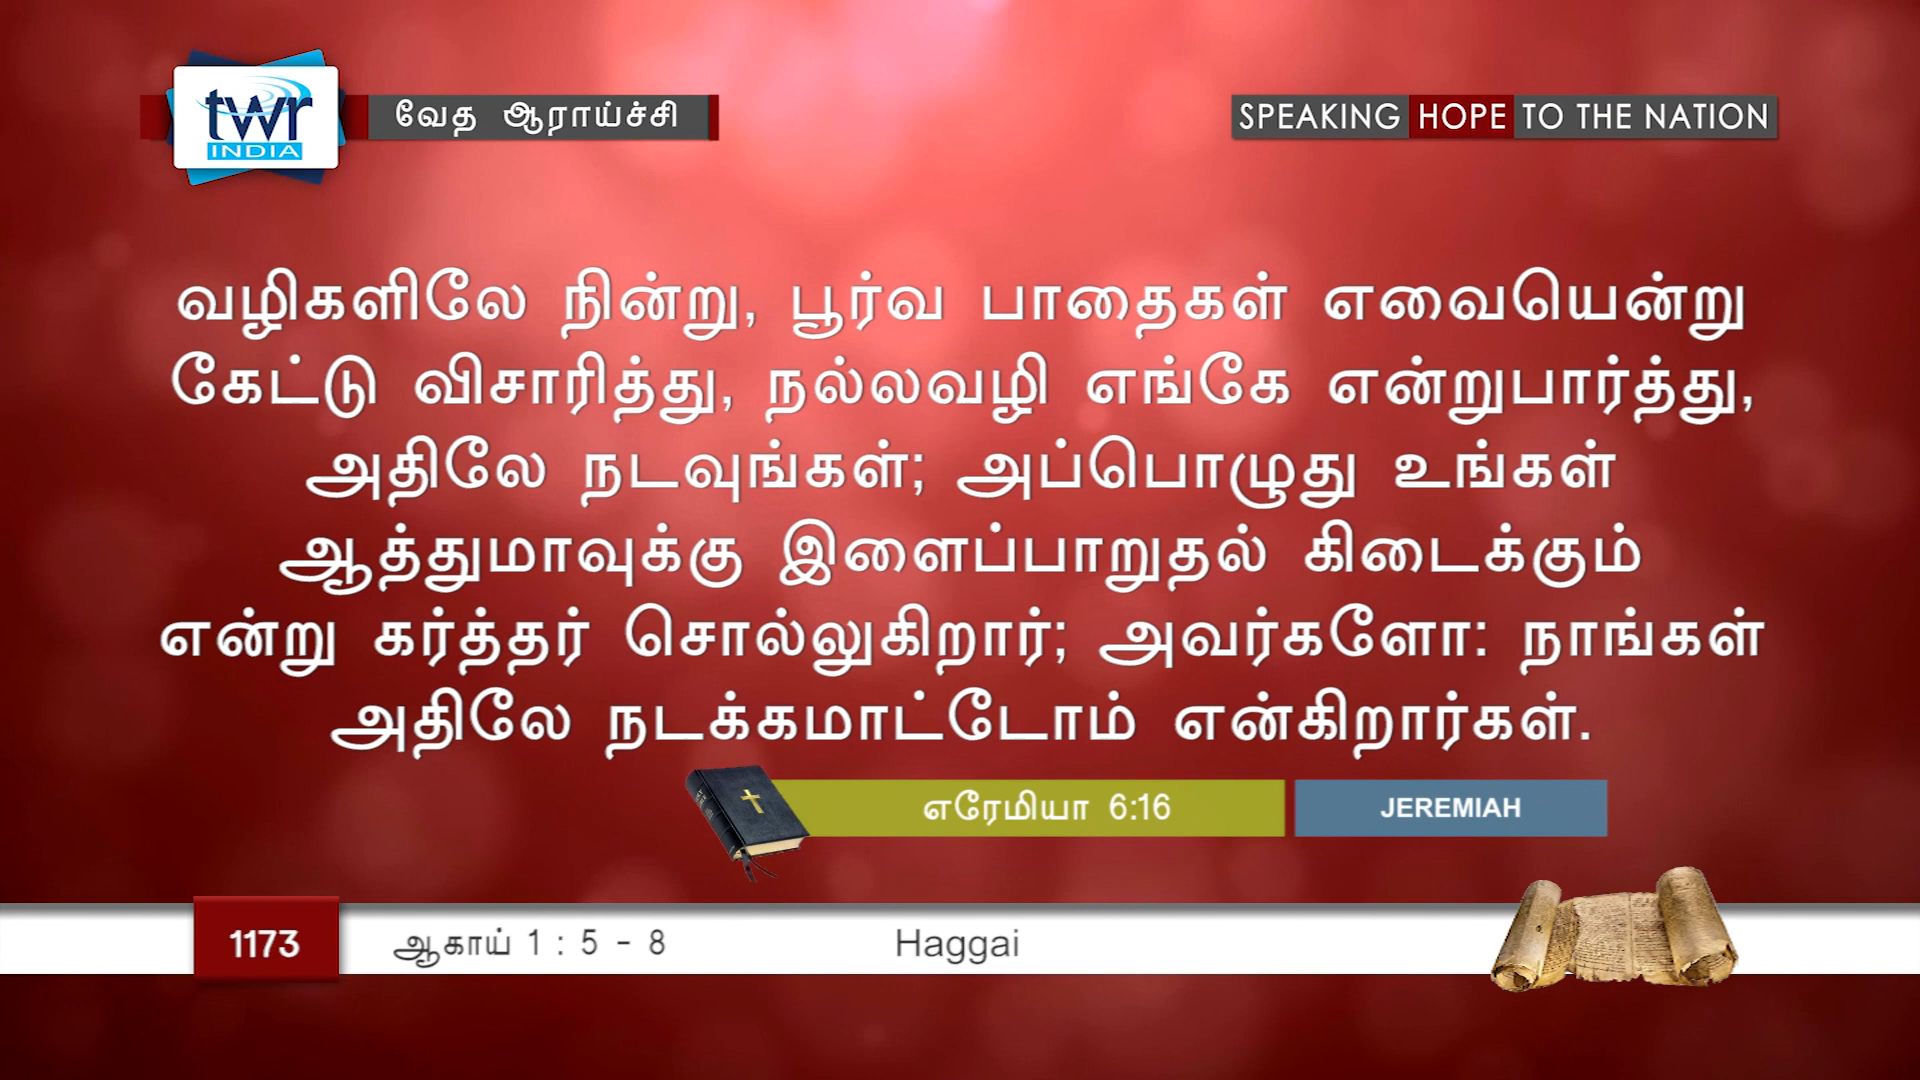 twr
INDIA
வேத ஆராய்ச்சி
SPEAKING HOPE TO THE NATION
வழிகளிலே நின்று, பூர்வ பாதைகள் எவையென்று
கேட்டு விசாரித்து, நல்லவழி எங்கே என்றுபார்த்து,
அதிலே நடவுங்கள்; அப்பொழுது உங்கள்
ஆத்துமாவுக்கு இளைப்பாறுதல் கிடைக்கும்
என்று கர்த்தர் சொல்லுகிறார்; அவர்களோ: நாங்கள்
அதிலே நடக்கமாட்டோம் என்கிறார்கள்.
எரேமியா 6:16
JEREMIAH
1173
ஆகாய் 1 : 5 - 8
Haggai